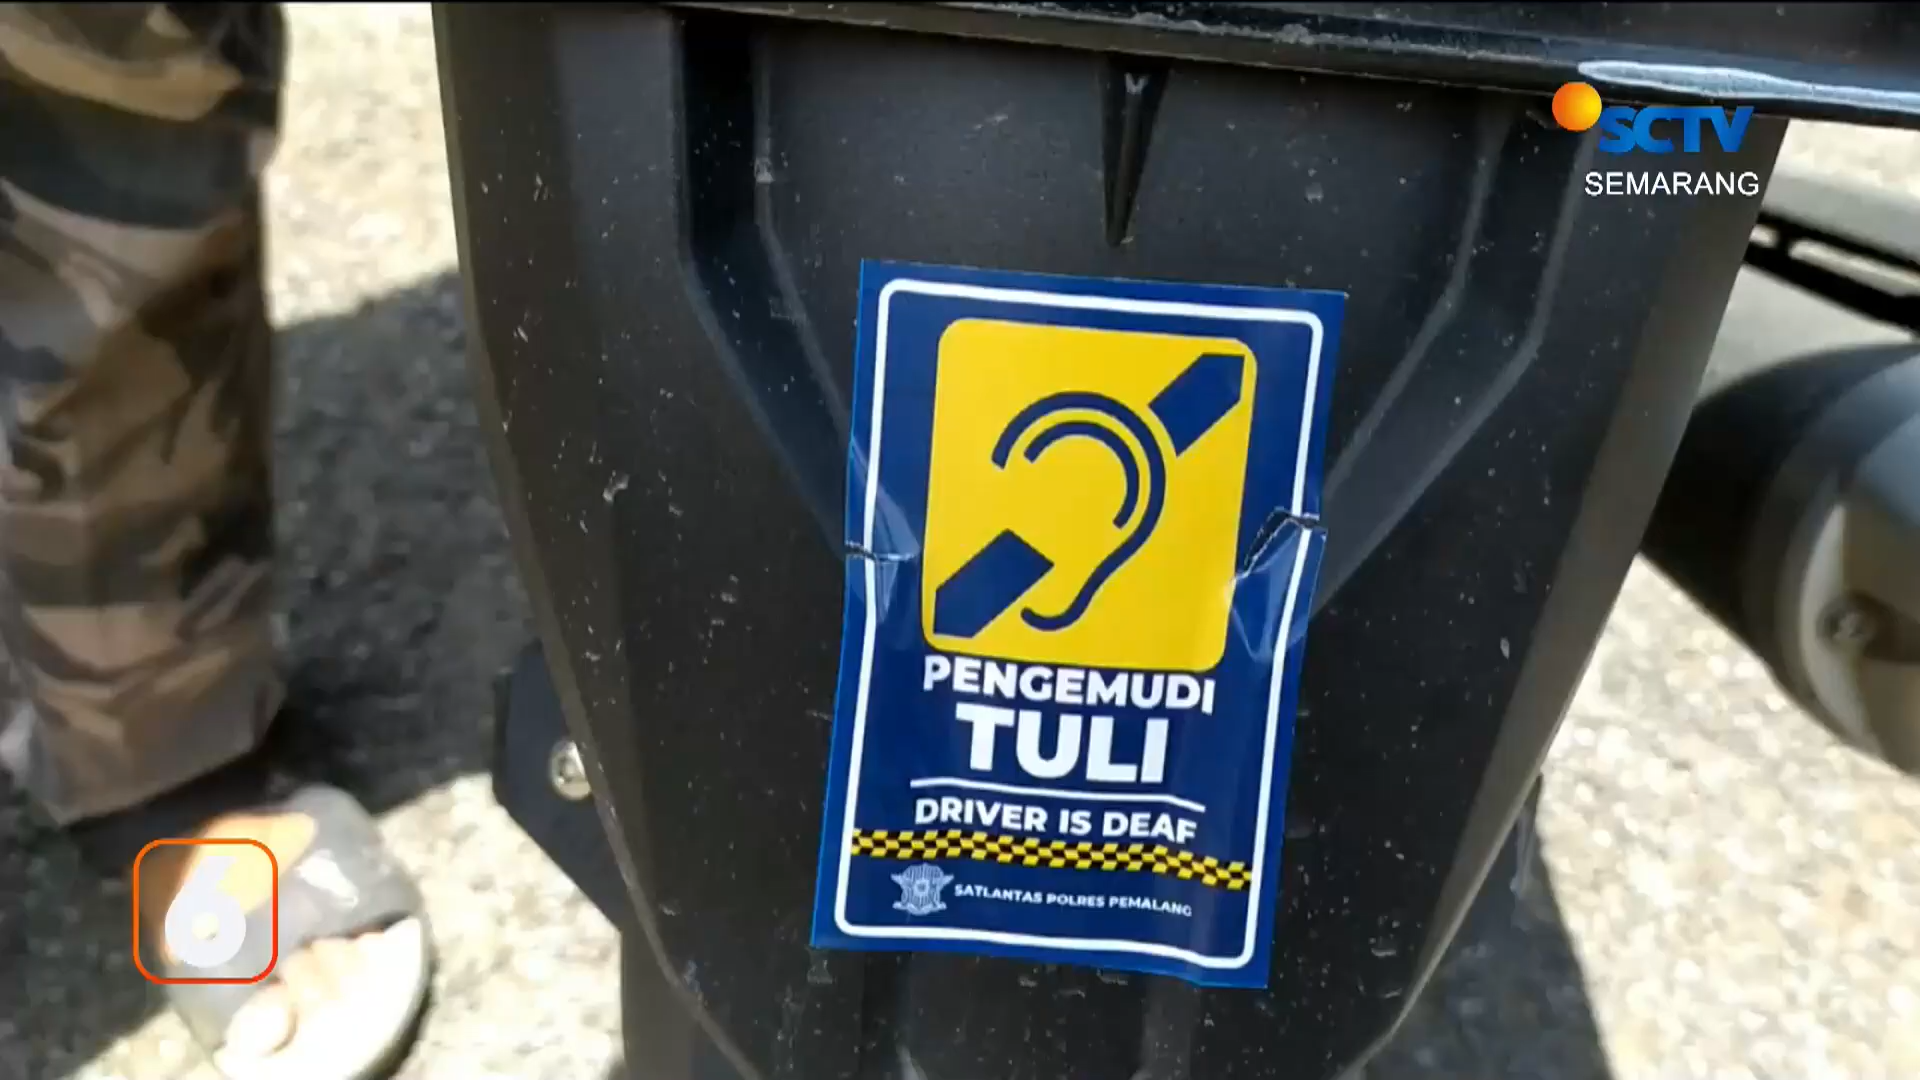 SCTV
SEMARANG
PENGEMUDI
TULI
DRIVER IS DEAF
SATLANTAS POLRES PEMALANG
6